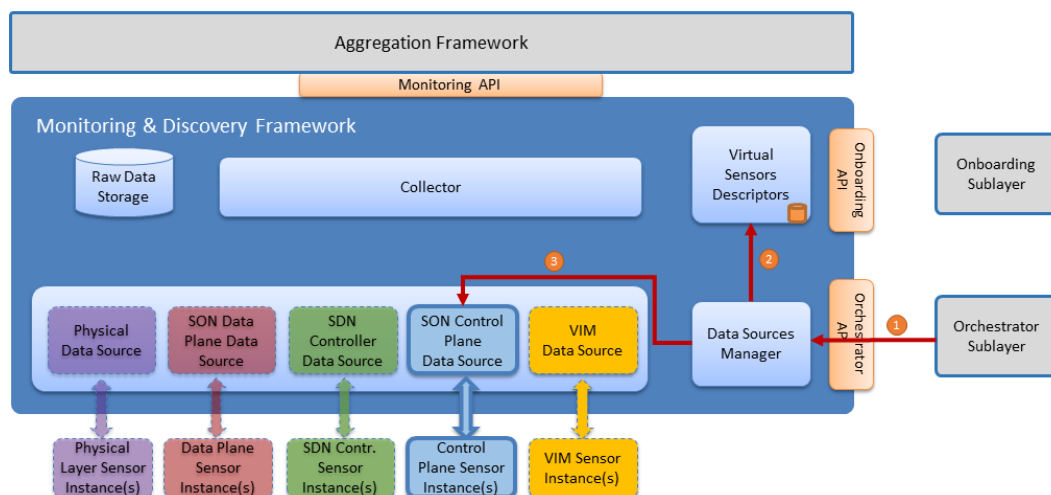 Aggregation Framework
Monitoring API
Monitoring & Discovery Framework
Raw Data
Storage
Collector
Virtual
Sensors
Descriptors
Onboarding
API
Onboarding
Sublayer
3
2
1
Physical
Data Source
SON Data
Plane Data
Source
SDN
Controller
Data Source
SON Control
Plane
Data Source
VIM
Data Source
Data Sources
Manager
Orchestrator
API
Orchestrator
Sublayer
Physical
Layer Sensor
Instance(s)
Data Plane
Sensor
Instance(s)
SDN Contr.
Sensor
Instance(s)
Control
Plane Sensor
Instance(s)
VIM Sensor
Instance(s)